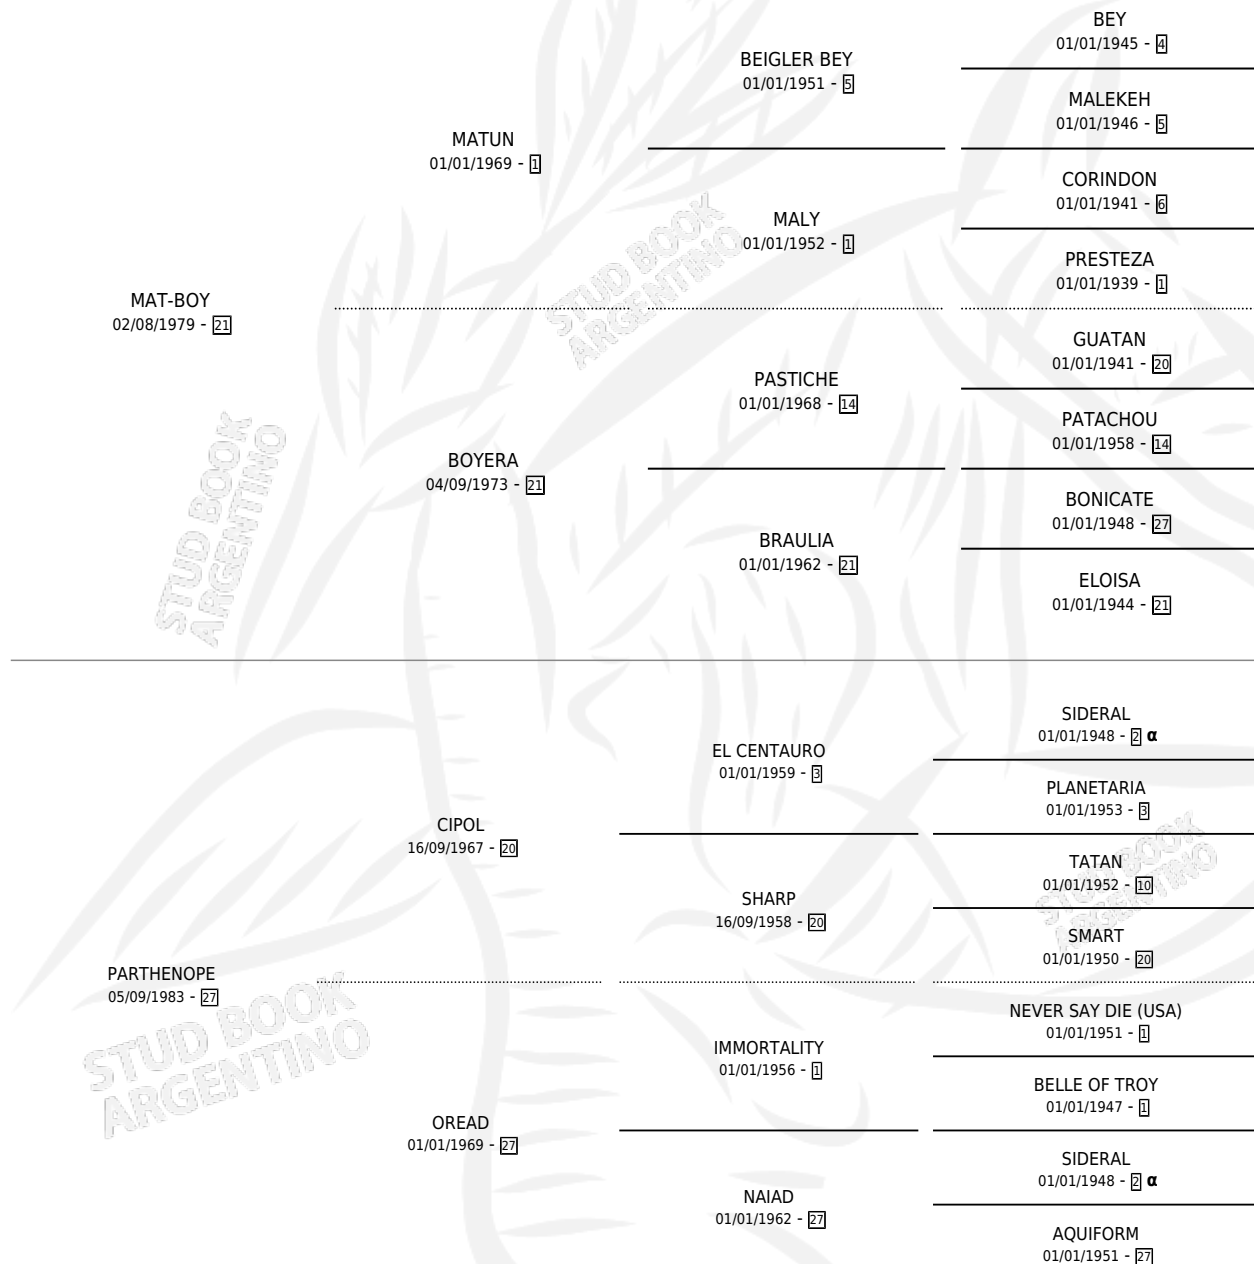 BEY
01/01/1945 - 4
BEIGLER BEY
01/01/1951 - 5
MALEKEH
01/01/1946 - 5
MATUN
01/01/1969 - 1
CORINDON
01/01/1941 - 6
MALY
01/01/1952 - 1
PRESTEZA
01/01/1939 - 1
MAT-BOY
02/08/1979 - 21
GUATAN
01/01/1941 - 20
PASTICHE
01/01/1968 - 14
PATACHOU
01/01/1958 - 14
BOYERA
04/09/1973 - 21
BONICATE
01/01/1948 - 27
BRAULIA
01/01/1962 - 21
ELOISA
01/01/1944 - 21
SIDERAL
01/01/1948 - 2 α
EL CENTAURO
01/01/1959 - 3
PLANETARIA
01/01/1953 - 3
CIPOL
16/09/1967 - 20
TATAN
01/01/1952 - 10
SHARP
16/09/1958 - 20
SMART
01/01/1950 - 20
PARTHENOPE
05/09/1983 - 27
NEVER SAY DIE (USA)
01/01/1951 - 1
IMMORTALITY
01/01/1956 - 1
BELLE OF TROY
01/01/1947 - 1
OREAD
01/01/1969 - 27
SIDERAL
01/01/1948 - 2 α
NAIAD
01/01/1962 - 27
AQUIFORM
01/01/1951 - 27
STUD BOOK
ARGENTINO
STUD BOOK
ARGENTINO
STUD BOOK
ARGENTINO
STUD BOOK
ARGENTINO